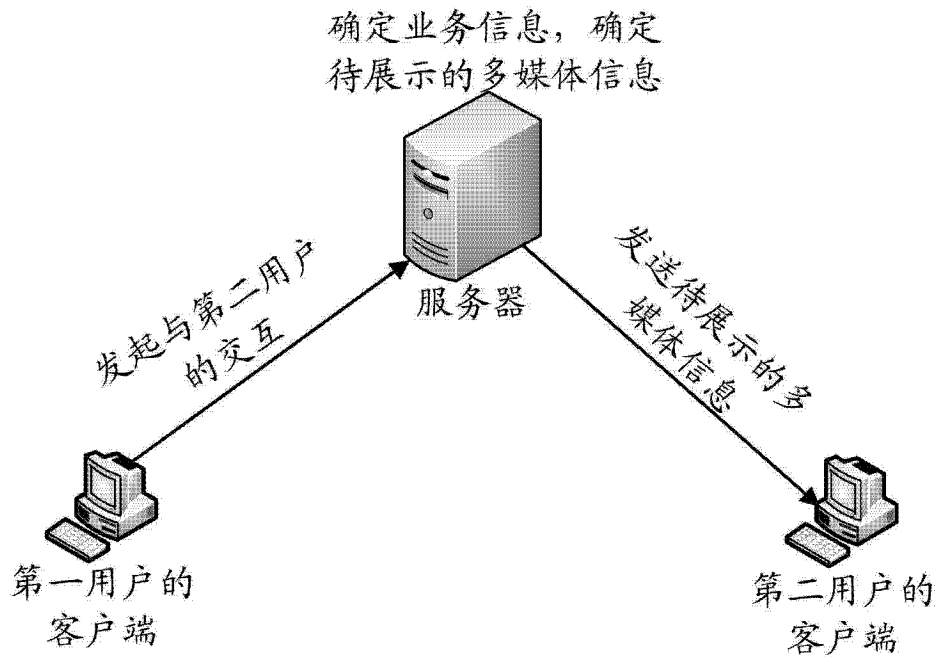 确定业务信息，确定
待展示的多媒体信息
服务器
发起与第二用户
的交互
发送待展示的多
媒体信息
第一用户的
客户端
第二用户的
客户端